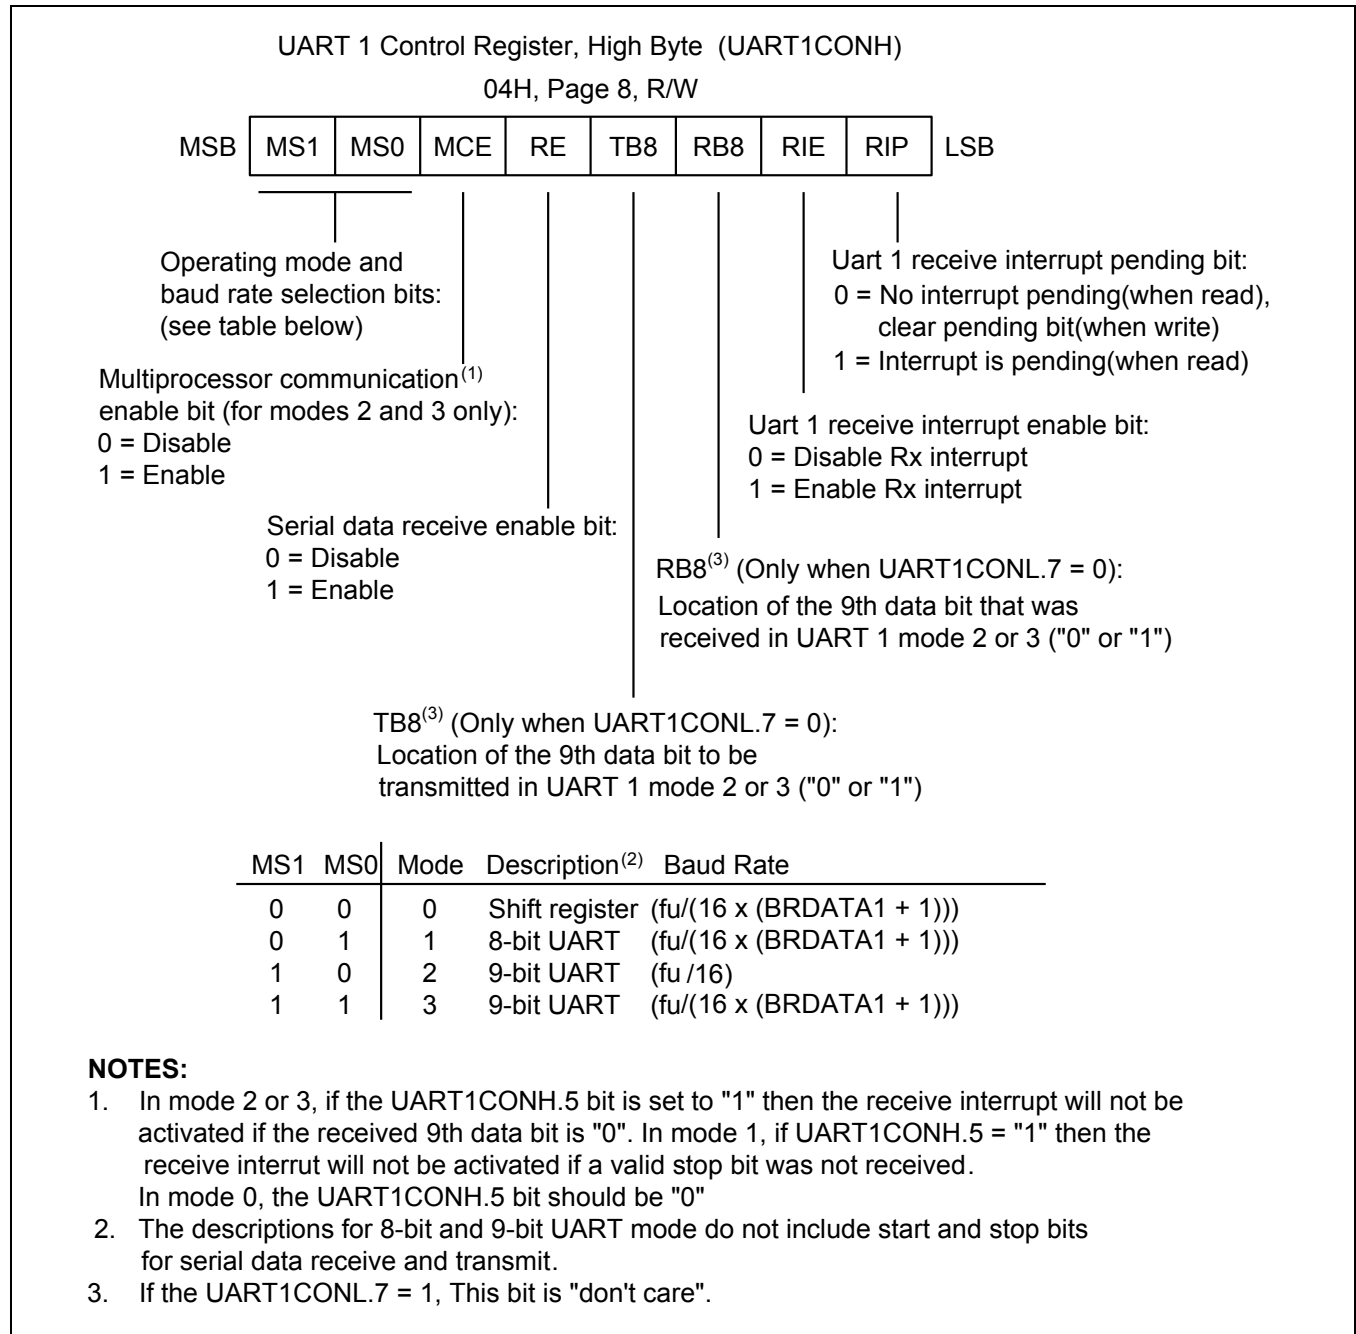 UART 1 Control Register, High Byte (UART1CONH)
04H, Page 8, R/W
MSB MS1 MS0 MCE RE TB8 RB8 RIE RIP LSB
Operating mode and
baud rate selection bits:
(see table below)
Uart 1 receive interrupt pending bit:
0 = No interrupt pending(when read),
clear pending bit(when write)
1 = Interrupt is pending(when read)
Multiprocessor communication(1)
enable bit (for modes 2 and 3 only):
0 = Disable
1 = Enable
Uart 1 receive interrupt enable bit:
0 = Disable Rx interrupt
1 = Enable Rx interrupt
Serial data receive enable bit:
0 = Disable
1 = Enable
RB8(3) (Only when UART1CONL.7 = 0):
Location of the 9th data bit that was
received in UART 1 mode 2 or 3 ("0" or "1")
TB8(3) (Only when UART1CONL.7 = 0):
Location of the 9th data bit to be
transmitted in UART 1 mode 2 or 3 ("0" or "1")
MS1 MS0 Mode Description(2) Baud Rate
0 0 0 Shift register (fu/(16 x (BRDATA1 + 1)))
0 1 1 8-bit UART (fu/(16 x (BRDATA1 + 1)))
1 0 2 9-bit UART (fu /16)
1 1 3 9-bit UART (fu/(16 x (BRDATA1 + 1)))
NOTES:
1. In mode 2 or 3, if the UART1CONH.5 bit is set to "1" then the receive interrupt will not be
activated if the received 9th data bit is "0". In mode 1, if UART1CONH.5 = "1" then the
receive interrut will not be activated if a valid stop bit was not received.
In mode 0, the UART1CONH.5 bit should be "0"
2. The descriptions for 8-bit and 9-bit UART mode do not include start and stop bits
for serial data receive and transmit.
3. If the UART1CONL.7 = 1, This bit is "don't care".